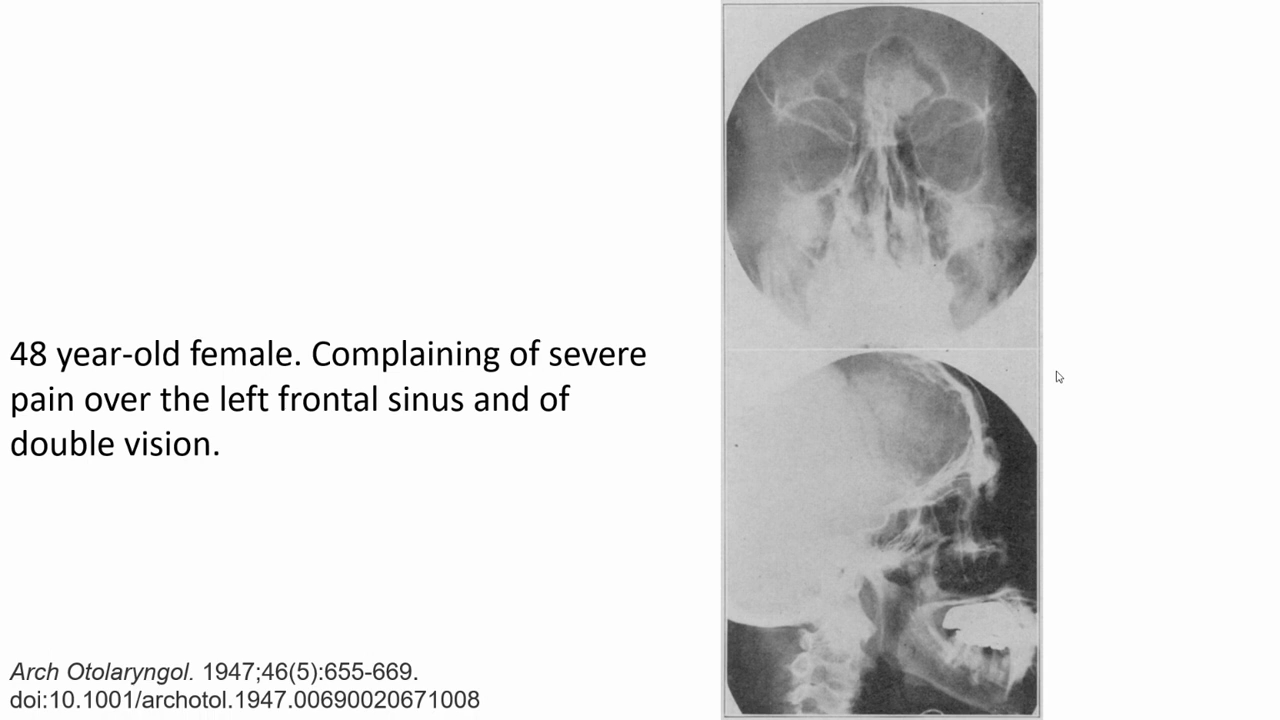 48 year-old female. Complaining of severe
pain over the left frontal sinus and of
double vision.
Arch Otolaryngol. 1947;46(5):655-669.
doi:10.1001/archotol.1947.00690020671008